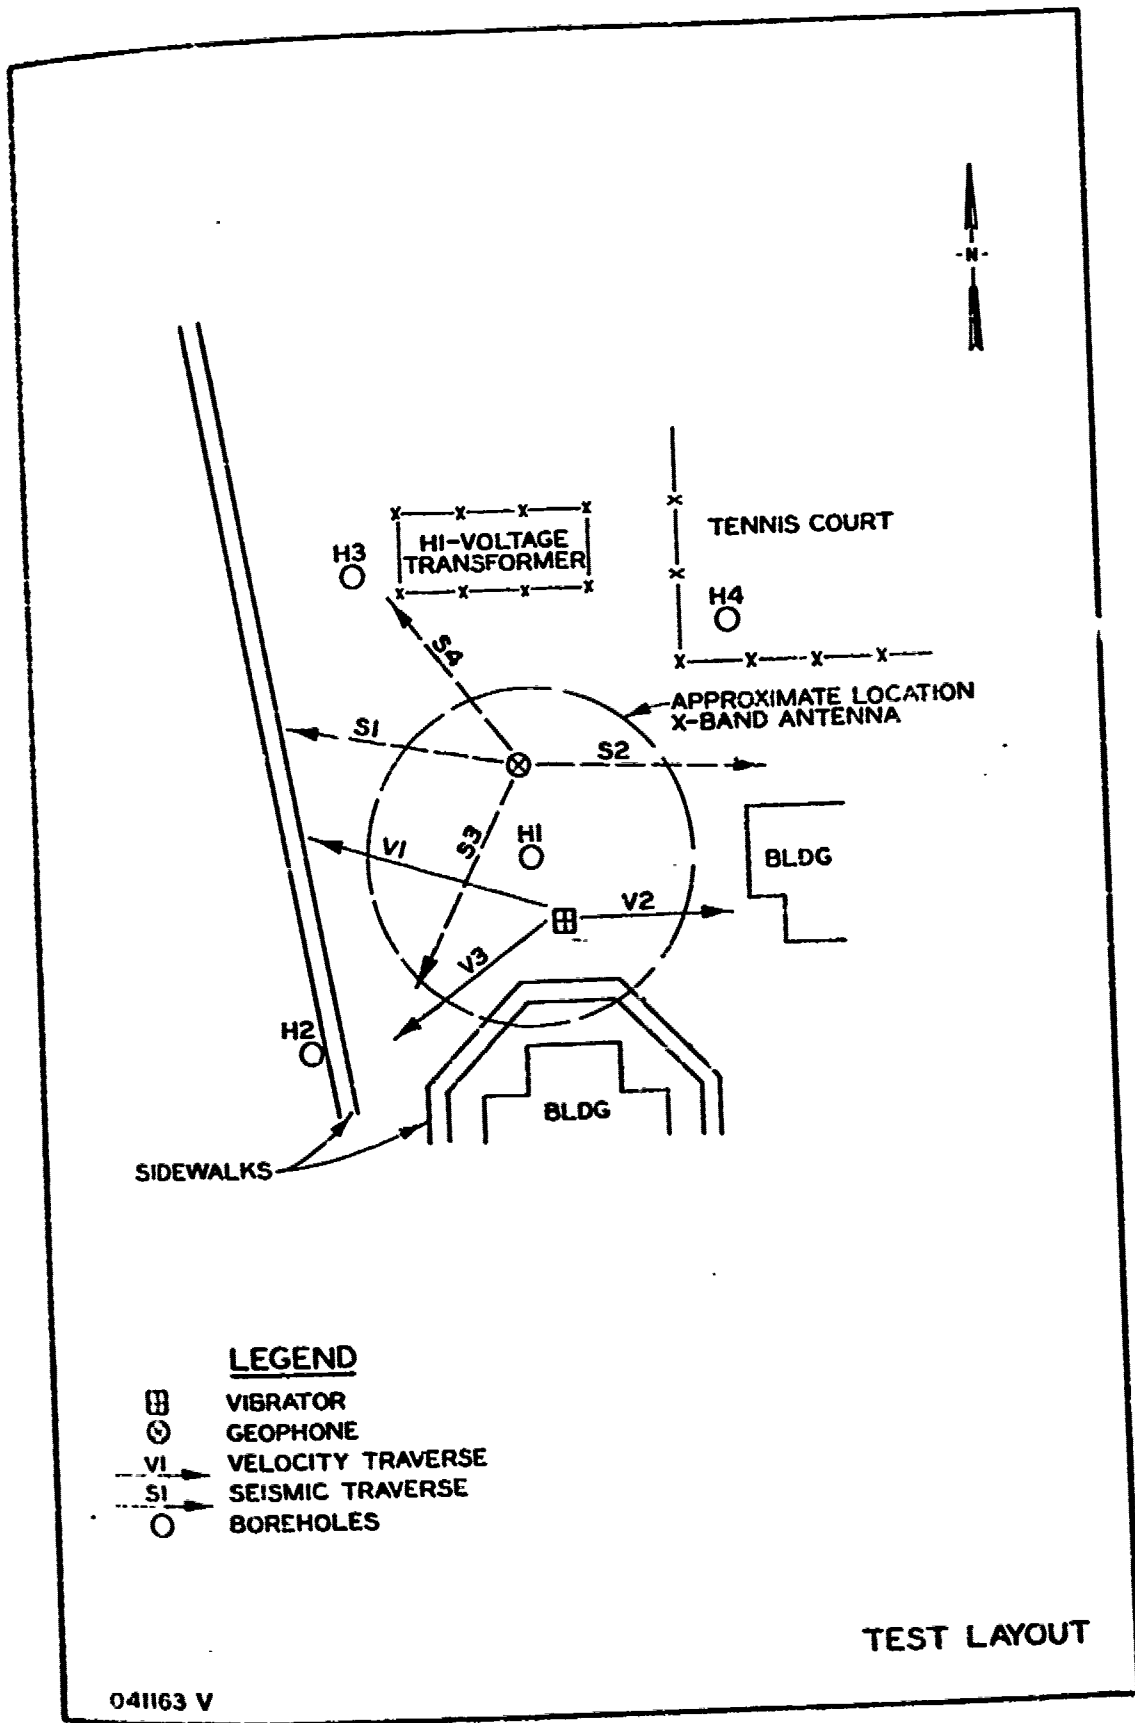 -N-
HI-VOLTAGE
TRANSFORMER
TENNIS COURT
H3
H4
S4
APPROXIMATE LOCATION
X-BAND ANTENNA
S1
S2
S3
H1
V1
BLDG
V2
V3
H2
BLDG
SIDEWALKS
LEGEND
VIBRATOR
GEOPHONE
V1 VELOCITY TRAVERSE
S1 SEISMIC TRAVERSE
BOREHOLES
TEST LAYOUT
041163 V